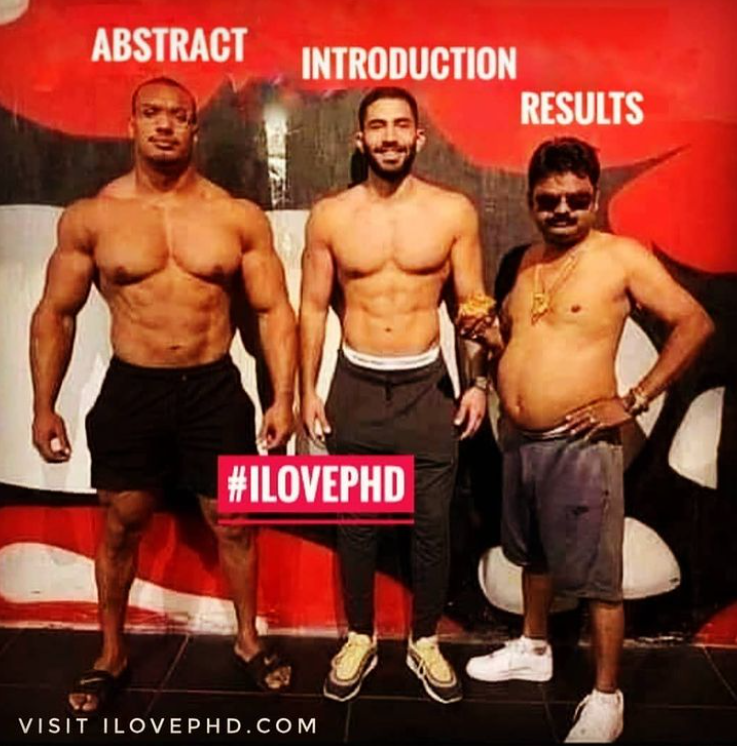 ABSTRACT
INTRODUCTION
RESULTS
#ILOVEPHD
VISIT ILOVEPHD.COM